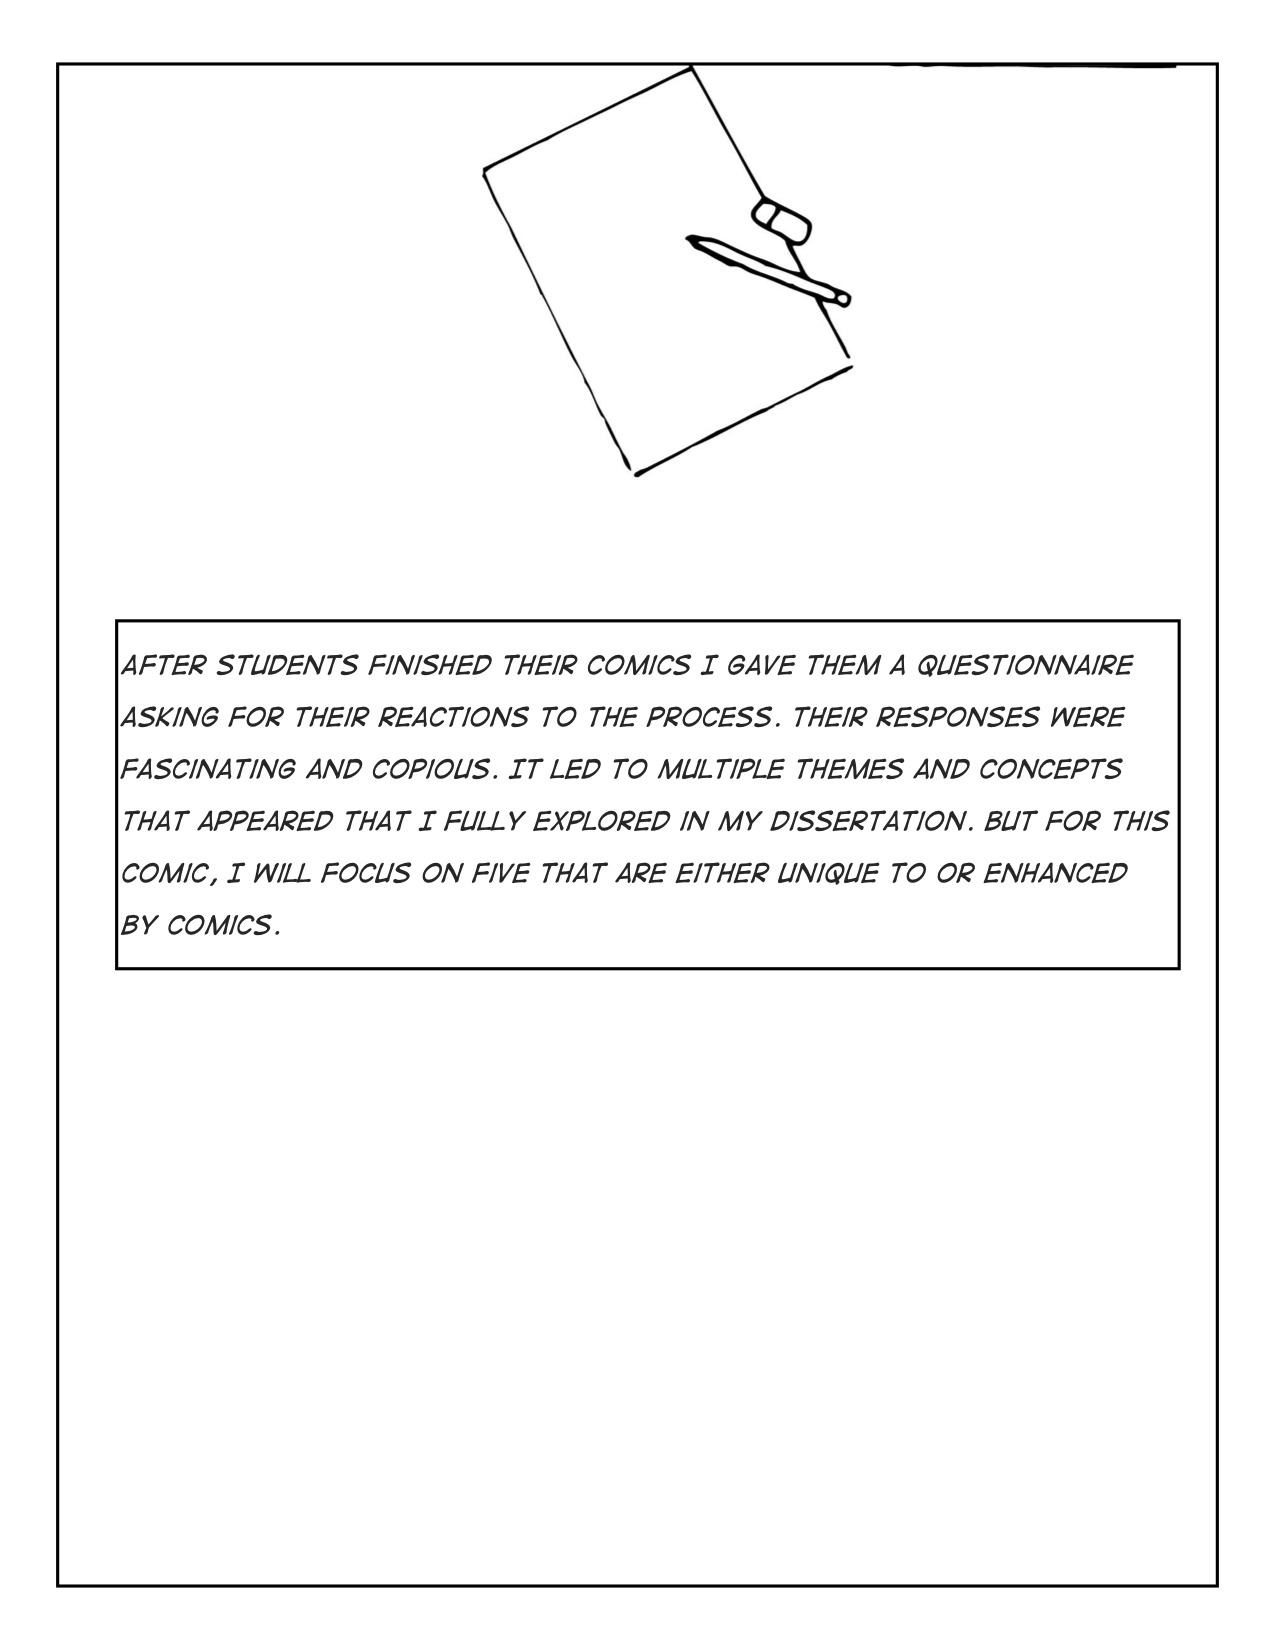 AFTER STUDENTS FINISHED THEIR COMICS I GAVE THEM A QUESTIONNAIRE
ASKING FOR THEIR REACTIONS TO THE PROCESS. THEIR RESPONSES WERE
FASCINATING AND COPIOUS. IT LED TO MULTIPLE THEMES AND CONCEPTS
THAT APPEARED THAT I FULLY EXPLORED IN MY DISSERTATION. BUT FOR THIS
COMIC, I WILL FOCUS ON FIVE THAT ARE EITHER UNIQUE TO OR ENHANCED
BY COMICS.